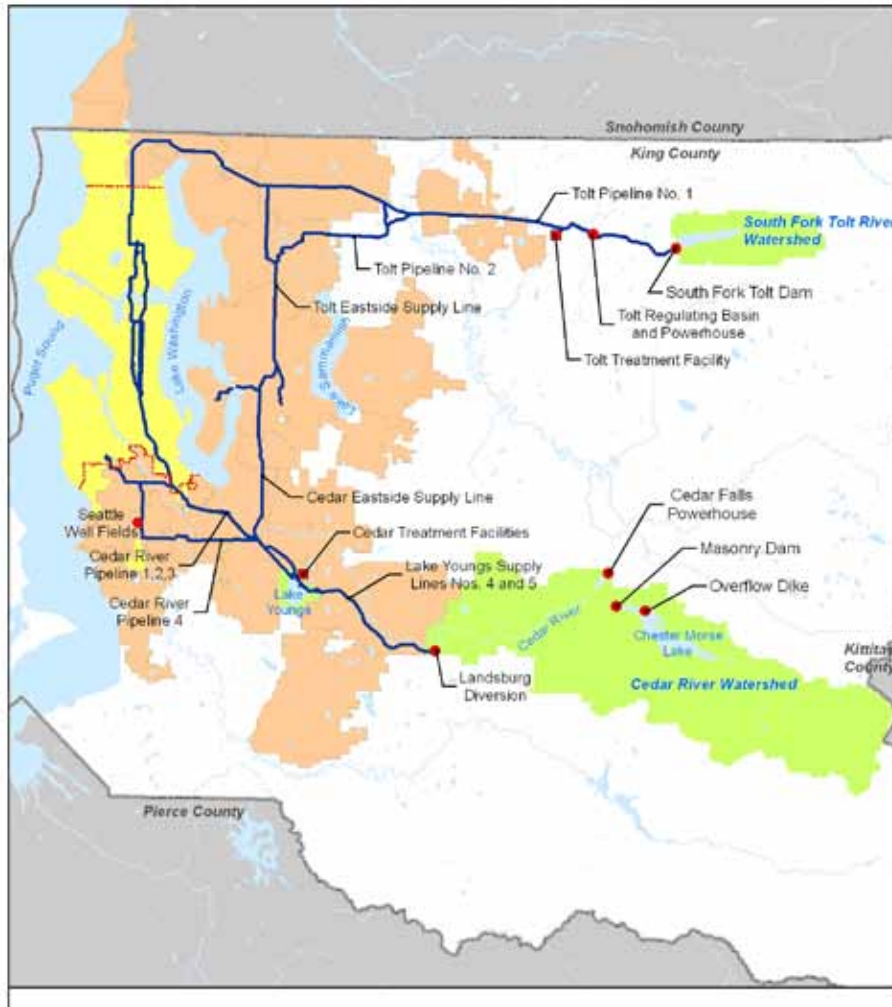 Snohomish County
King County
Tolt Pipeline No. 1
South Fork Tolt River
Watershed
Tolt Pipeline No. 2
South Fork Tolt Dam
Tolt Eastside Supply Line
Tolt Regulating Basin
and Powerhouse
Tolt Treatment Facility
Puget Sound
Lake Washington
Lake
Sammamish
Cedar Eastside Supply Line
Cedar Falls
Powerhouse
Seattle
Well Fields
Cedar Treatment Facilities
Masonry Dam
Cedar River
Pipeline 1,2,3
Lake Youngs Supply
Lines Nos. 4 and 5
Overflow Dike
Lake
Youngs
Cedar River
Pipeline 4
Cedar River
Chester Morse
Lake
Kittitas
County
Landsburg
Diversion
Cedar River Watershed
Pierce County